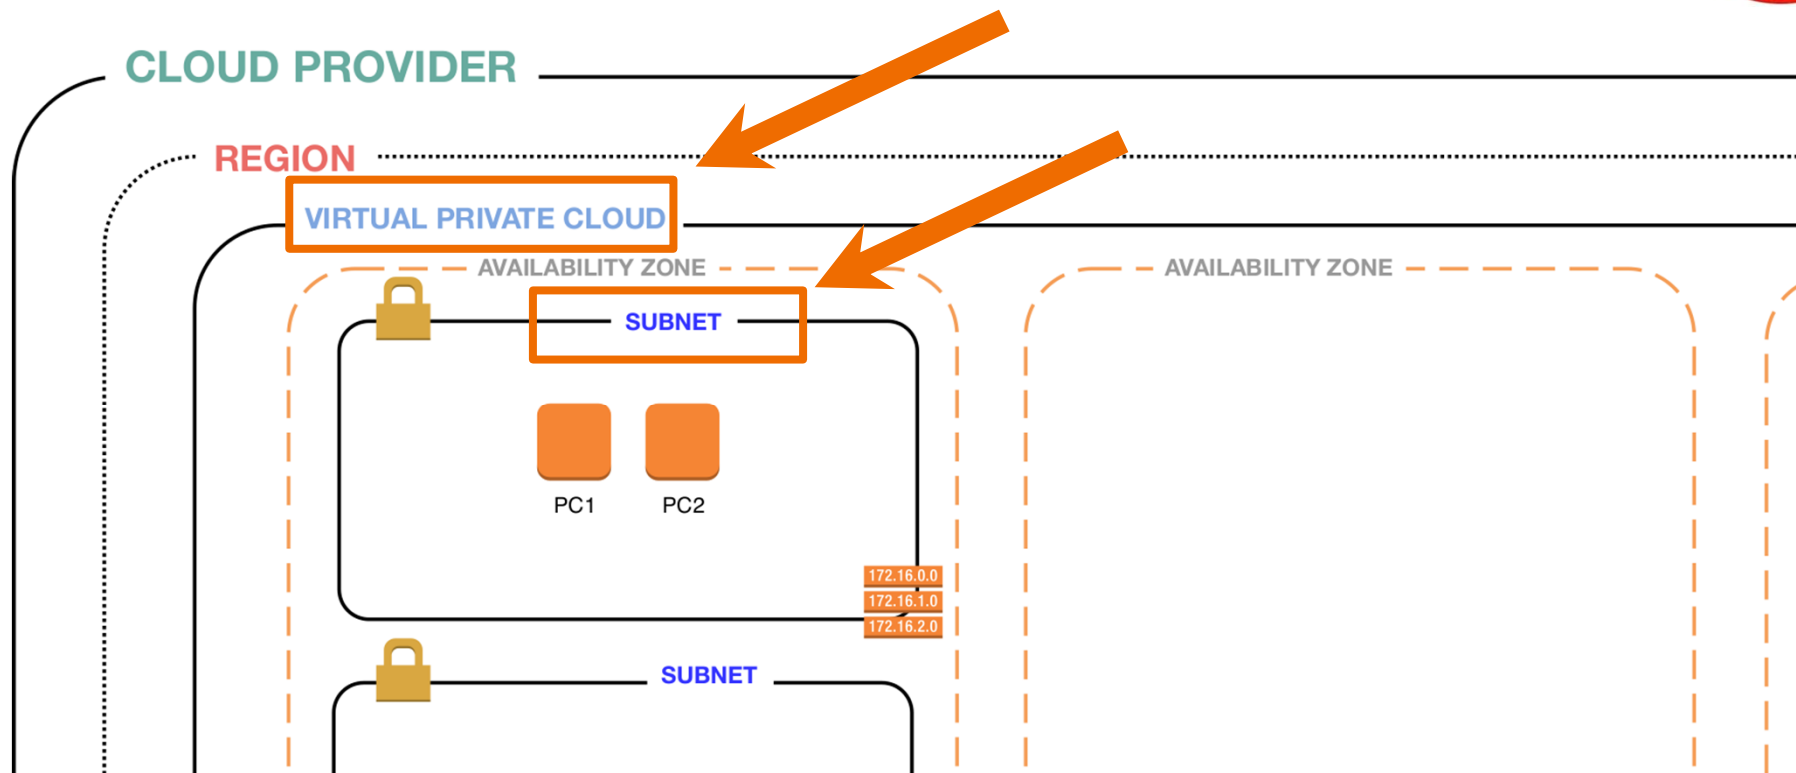 CLOUD PROVIDER
REGION
VIRTUAL PRIVATE CLOUD
AVAILABILITY ZONE
AVAILABILITY ZONE
SUBNET
PC1
PC2
172.16.0.0
172.16.1.0
172.16.2.0
SUBNET